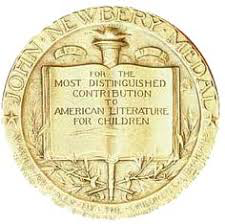 JOHN NEWBERY MEDAL
FOR THE
MOST DISTINGUISHED
CONTRIBUTION
TO
AMERICAN LITERATURE
FOR CHILDREN